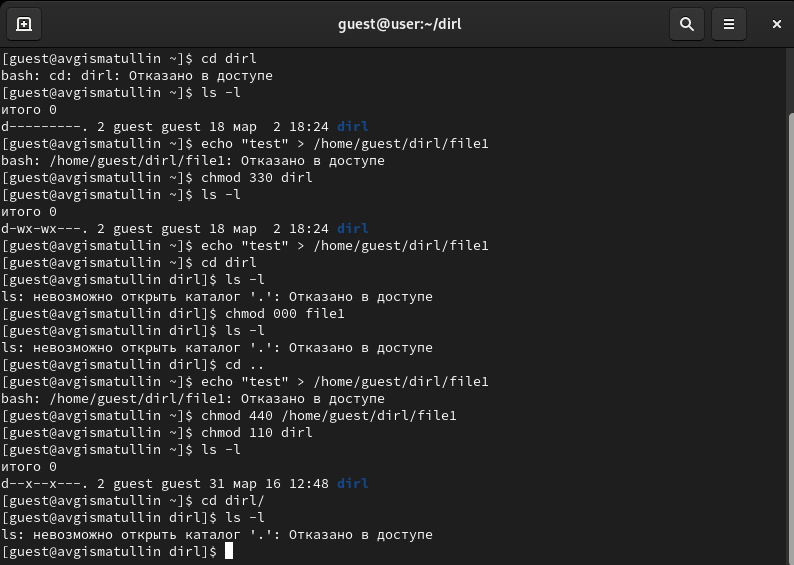 guest@user:~/dirl
[guest@avgismatullin ~]$ cd dirl
bash: cd: dirl: Отказано в доступе
[guest@avgismatullin ~]$ ls -l
итого 0
d---------. 2 guest guest 18 мар  2 18:24 dirl
[guest@avgismatullin ~]$ echo "test" > /home/guest/dirl/file1
bash: /home/guest/dirl/file1: Отказано в доступе
[guest@avgismatullin ~]$ chmod 330 dirl
[guest@avgismatullin ~]$ ls -l
итого 0
d-wx-wx---. 2 guest guest 18 мар  2 18:24 dirl
[guest@avgismatullin ~]$ echo "test" > /home/guest/dirl/file1
[guest@avgismatullin ~]$ cd dirl
[guest@avgismatullin dirl]$ ls -l
ls: невозможно открыть каталог '.': Отказано в доступе
[guest@avgismatullin dirl]$ chmod 000 file1
[guest@avgismatullin dirl]$ ls -l
ls: невозможно открыть каталог '.': Отказано в доступе
[guest@avgismatullin dirl]$ cd ..
[guest@avgismatullin ~]$ echo "test" > /home/guest/dirl/file1
bash: /home/guest/dirl/file1: Отказано в доступе
[guest@avgismatullin ~]$ chmod 440 /home/guest/dirl/file1
[guest@avgismatullin ~]$ chmod 110 dirl
[guest@avgismatullin ~]$ ls -l
итого 0
d--x--x---. 2 guest guest 31 мар 16 12:48 dirl
[guest@avgismatullin ~]$ cd dirl/
[guest@avgismatullin dirl]$ ls -l
ls: невозможно открыть каталог '.': Отказано в доступе
[guest@avgismatullin dirl]$